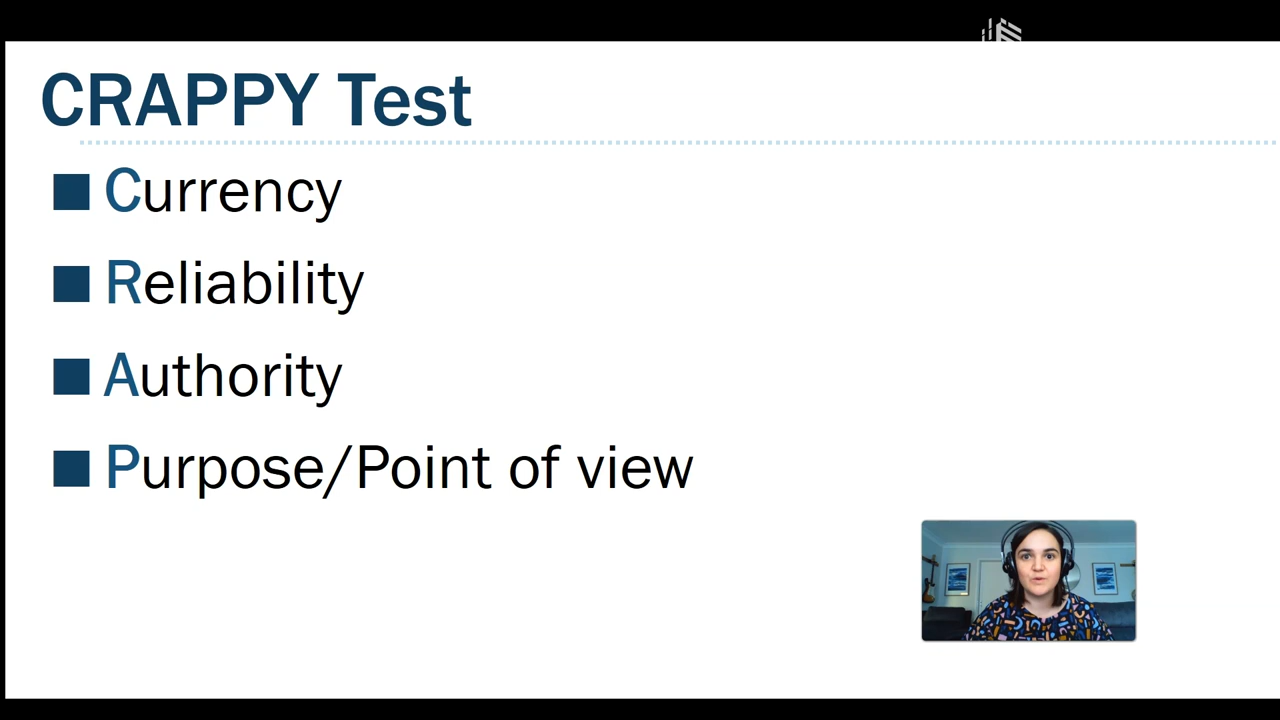 CRAPPY Test
Currency
Reliability
Authority
Purpose/Point of view